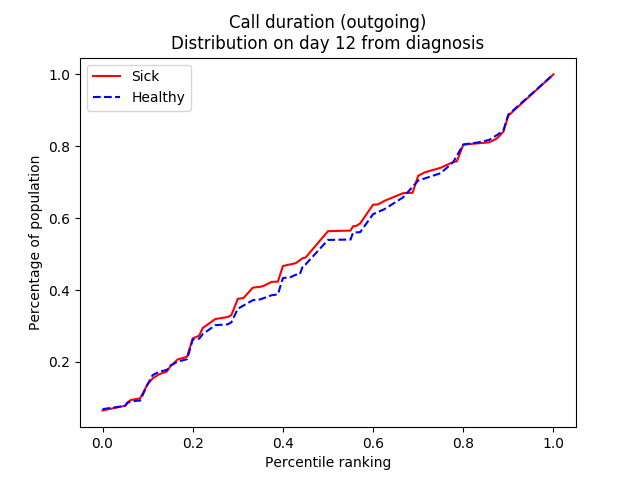 Call duration (outgoing)
Distribution on day 12 from diagnosis
Sick
Healthy
Percentage of population
1.0
0.8
0.6
0.4
0.2
0.0
0.2
0.4
0.6
0.8
1.0
Percentile ranking